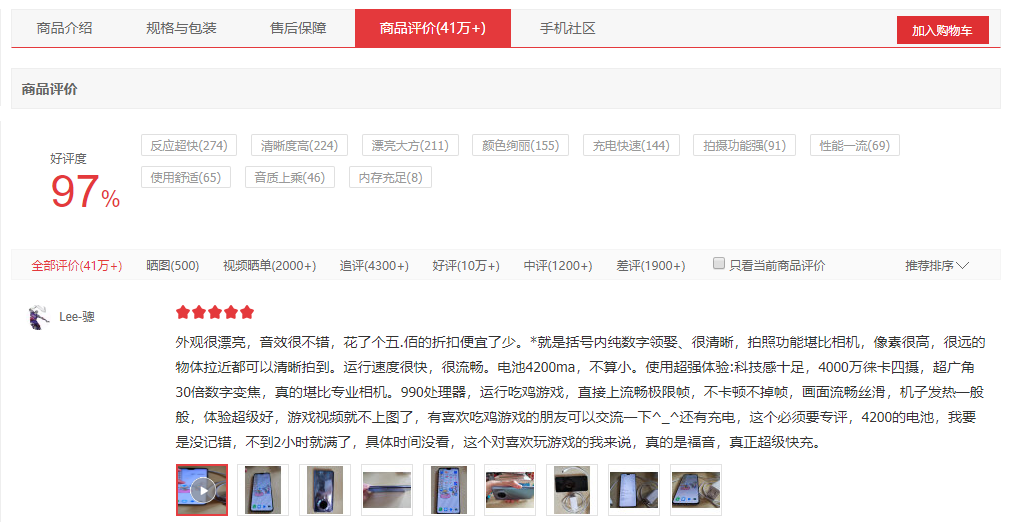 商品介绍 规格与包装 售后保障 商品评价(41万+) 手机社区 加入购物车
商品评价
好评度
97%
反应超快(274) 清晰度高(224) 漂亮大方(211) 颜色绚丽(155) 充电快速(144) 拍摄功能强(91) 性能一流(69)
使用舒适(65) 音质上乘(46) 内存充足(8)
全部评价(41万+) 晒图(500) 视频晒单(2000+) 追评(4300+) 好评(10万+) 中评(1200+) 差评(1900+) 只看当前商品评价 推荐排序
Lee-骢
外观很漂亮，音效很不错，花了个五.佰的折扣便宜了少。*就是括号内纯数字领娶、很清晰，拍照功能堪比相机，像素很高，很远的
物体拉近都可以清晰拍到。运行速度很快，很流畅。电池4200ma，不算小。使用超强体验:科技感十足，4000万徕卡四摄，超广角
30倍数字变焦，真的堪比专业相机。990处理器，运行吃鸡游戏，直接上流畅极限帧，不卡顿不掉帧，画面流畅丝滑，机子发热一般
般，体验超级好，游戏视频就不上图了，有喜欢吃鸡游戏的朋友可以交流一下^_^还有充电，这个必须要专评，4200的电池，我要
是没记错，不到2小时就满了，具体时间没看，这个对喜欢玩游戏的我来说，真的是福音，真正超级快充。